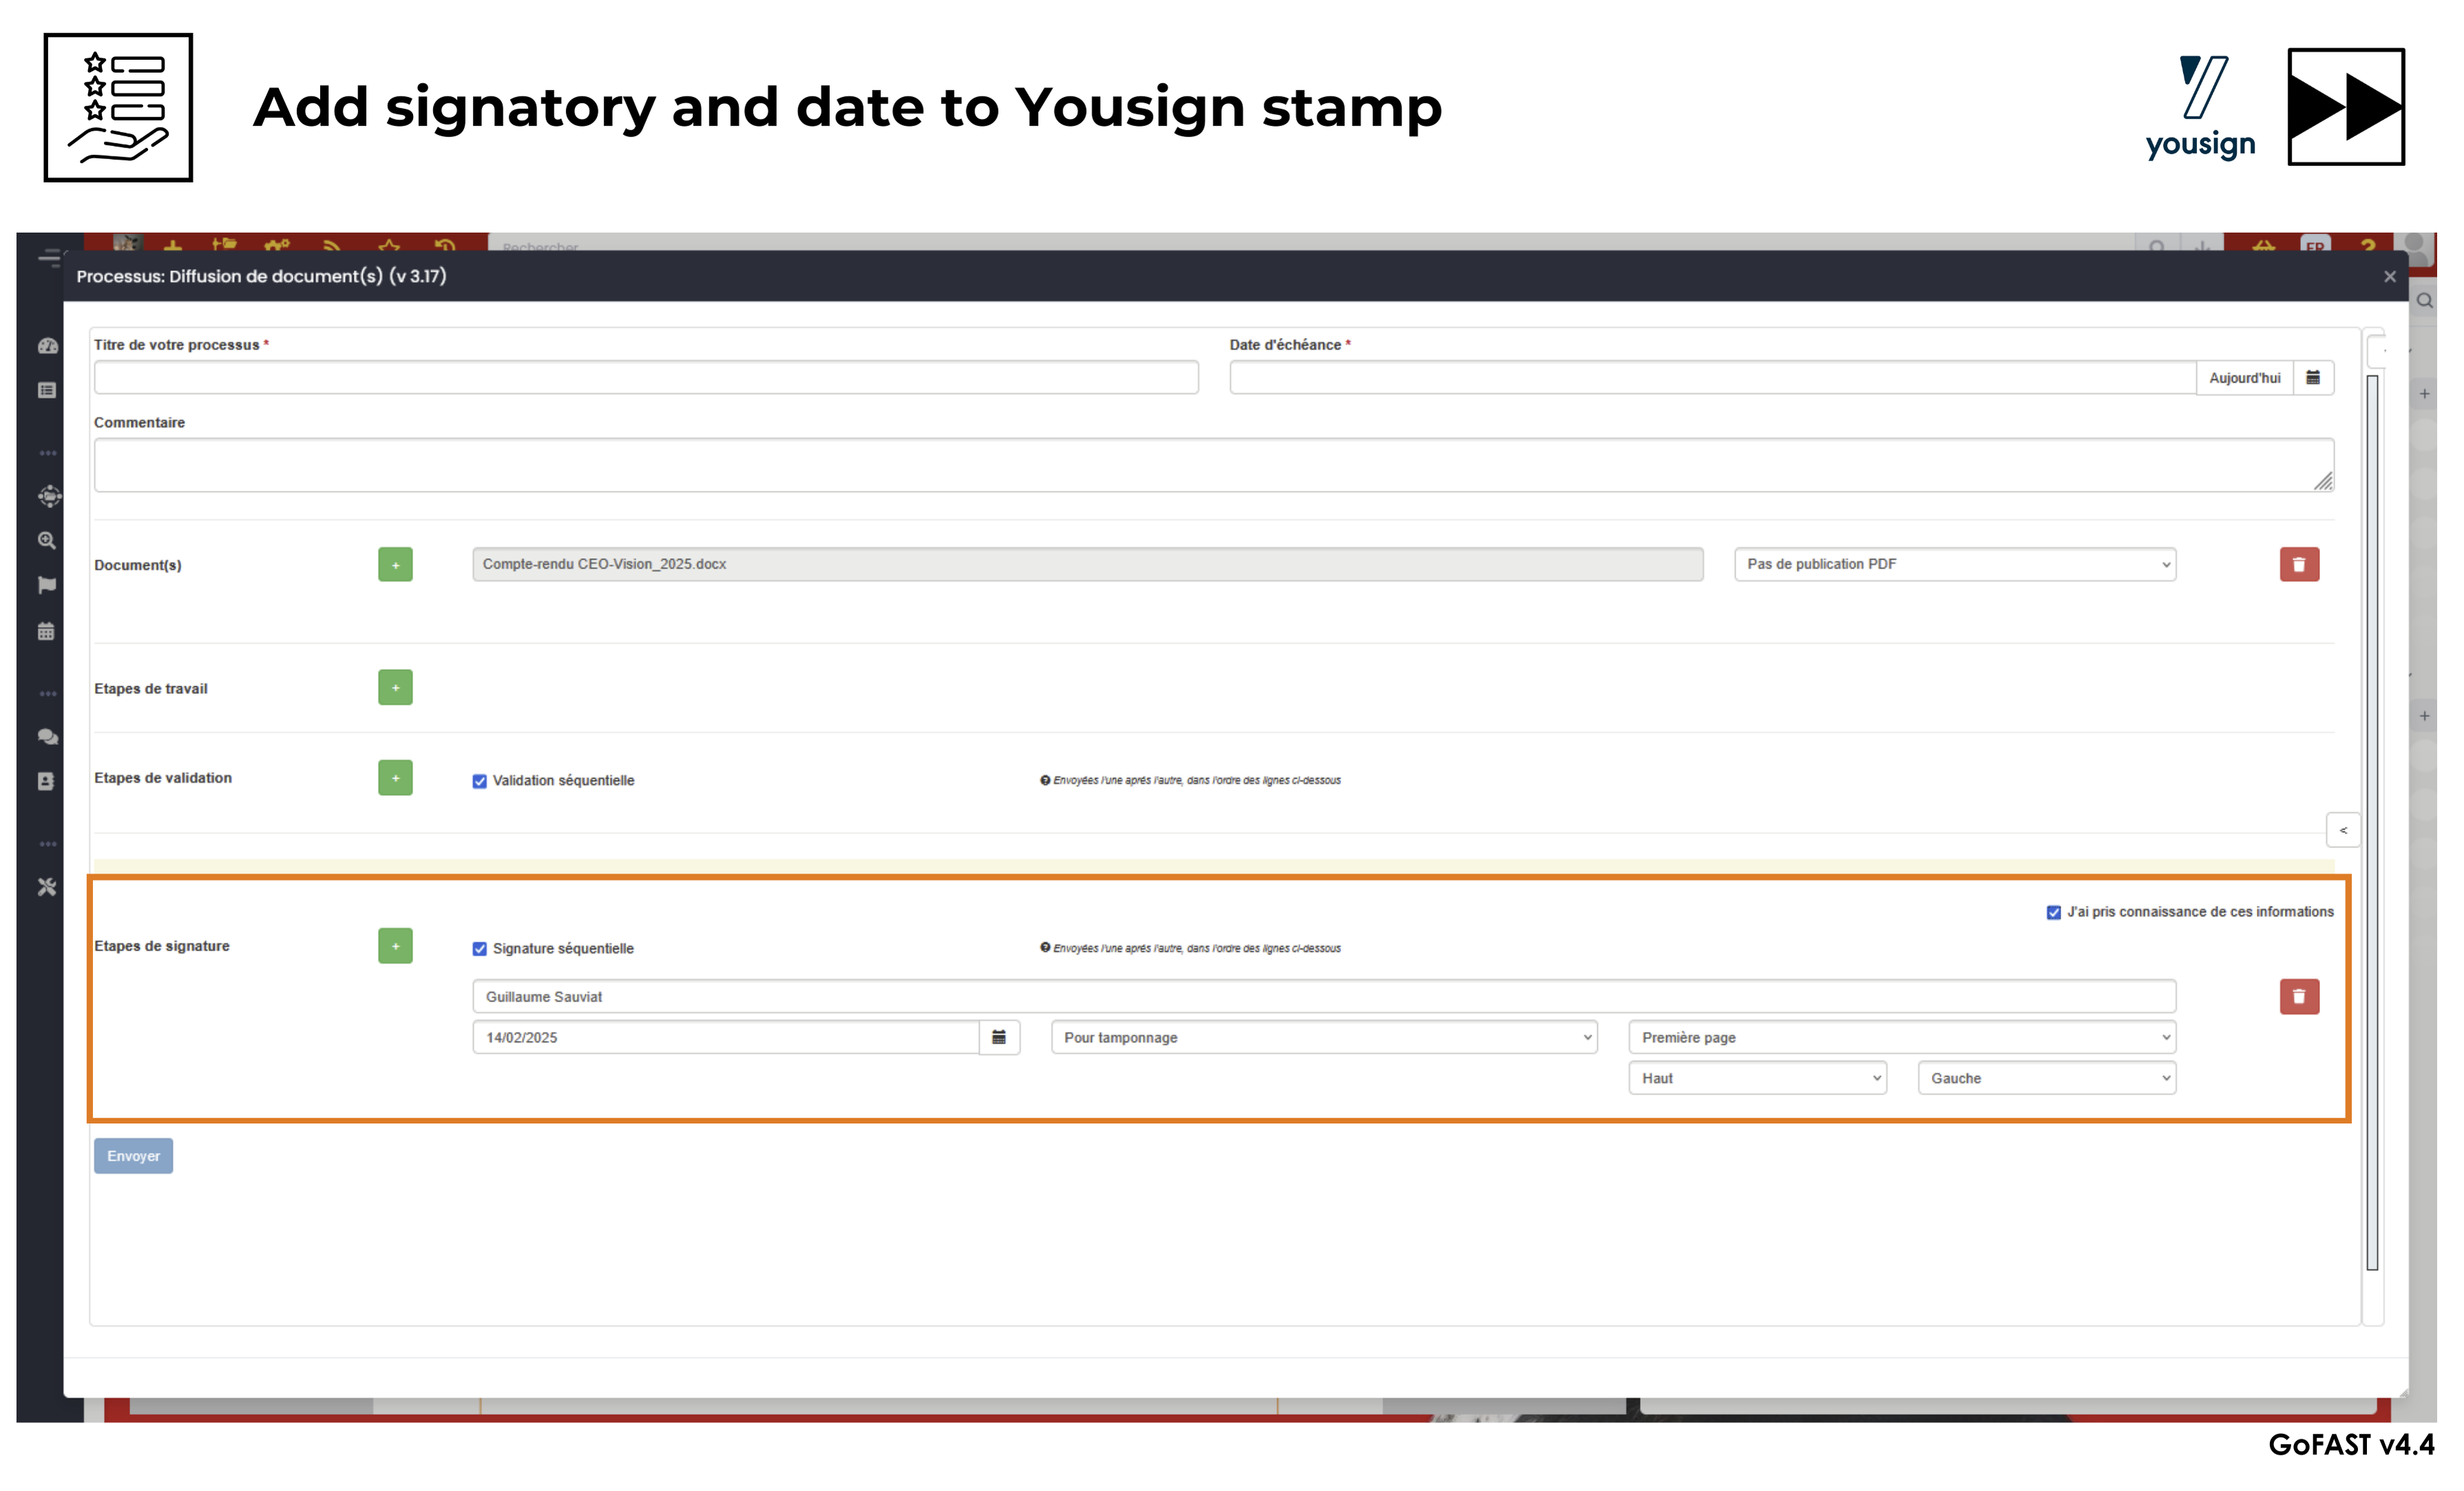 Add signatory and date to Yousign stamp
yousign
Rechercher
FR
Processus: Diffusion de document(s) (v 3.17)
Titre de votre processus *
Date d'échéance *
Aujourd'hui
Commentaire
Document(s)
+
Compte-rendu CEO-Vision_2025.docx
Pas de publication PDF
Etapes de travail
+
Etapes de validation
+
Validation séquentielle
Envoyées l'une aprés l'autre, dans l'ordre des lignes ci-dessous
<
J'ai pris connaissance de ces informations
Etapes de signature
+
Signature séquentielle
Envoyées l'une aprés l'autre, dans l'ordre des lignes ci-dessous
Guillaume Sauviat
14/02/2025
Pour tamponnage
Première page
Haut
Gauche
Envoyer
GoFAST v4.4